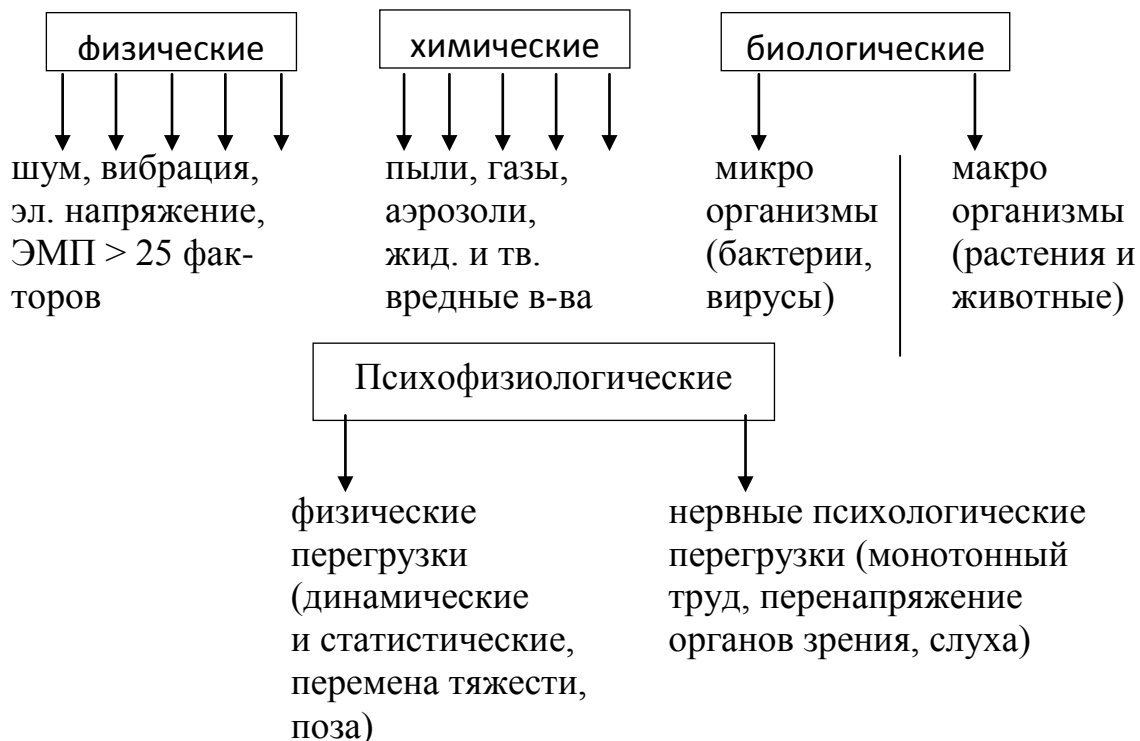 физические
химические
биологические
шум, вибрация,
эл. напряжение,
ЭМП > 25 фак-
торов
пыли, газы,
аэрозоли,
жид. и тв.
вредные в-ва
микро
организмы
(бактерии,
вирусы)
макро
организмы
(растения и
животные)
Психофизиологические
физические
перегрузки
(динамические
и статистические,
перемена тяжести,
поза)
нервные психологические
перегрузки (монотонный
труд, перенапряжение
органов зрения, слуха)